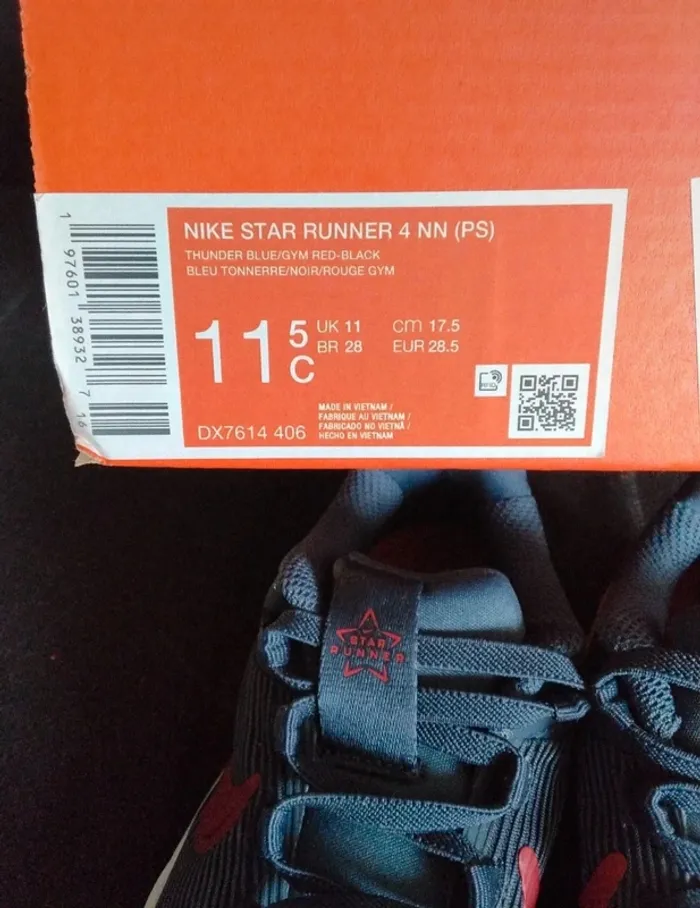 NIKE STAR RUNNER 4 NN (PS)
THUNDER BLUE/GYM RED-BLACK
BLEU TONNERRE/NOIR/ROUGE GYM
11 5 C
UK 11 CM 17.5
BR 28 EUR 28.5
MADE IN VIETNAM /
FABRIQUE AU VIETNAM /
FABRICADO NO VIETNÃ /
HECHO EN VIETNAM
DX7614 406
1 97601 38932 7 16
RFID
STAR
RUNNER